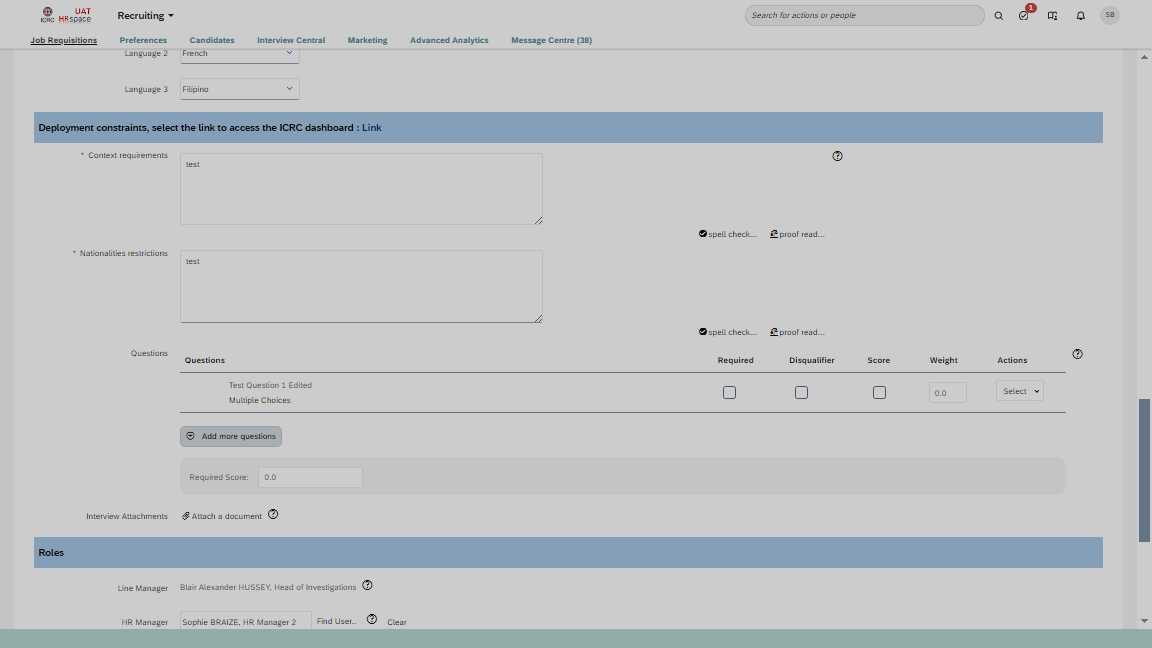 ICRC UAT HRspace Recruiting Search for actions or people 1 SB
Job Requisitions Preferences Candidates Interview Central Marketing Advanced Analytics Message Centre (38)
Language 2 French
Language 3 Filipino
Deployment constraints, select the link to access the ICRC dashboard : Link
* Context requirements test
spell check... proof read...
* Nationalities restrictions test
spell check... proof read...
Questions Questions Required Disqualifier Score Weight Actions
Test Question 1 Edited
Multiple Choices 0.0 Select
Add more questions
Required Score: 0.0
Interview Attachments Attach a document
Roles
Line Manager Blair Alexander HUSSEY, Head of Investigations
HR Manager Sophie BRAIZE, HR Manager 2 Find User.. Clear